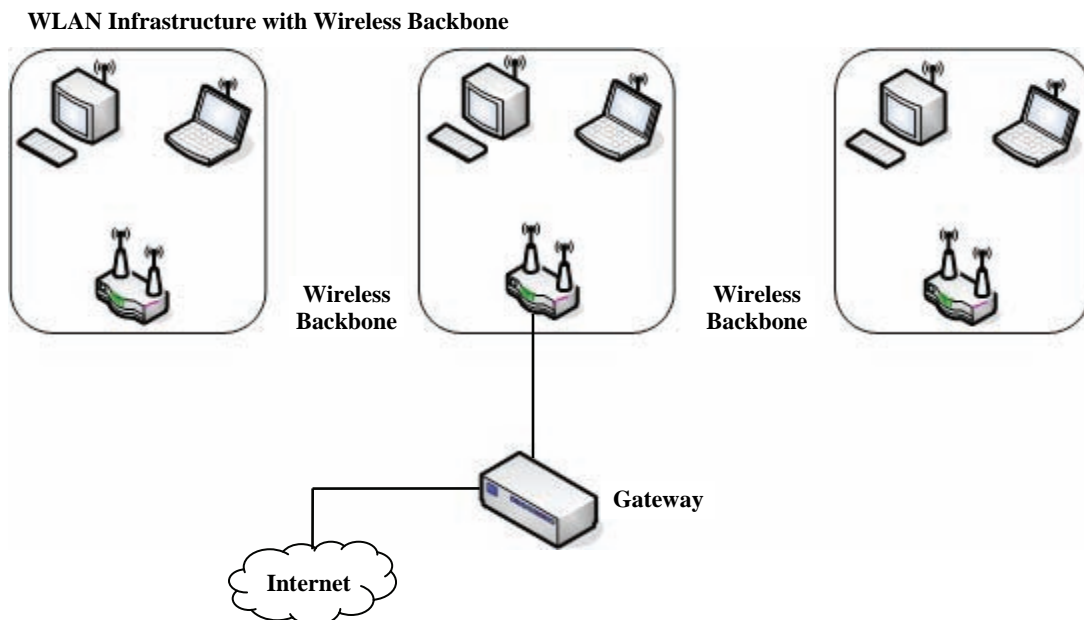 WLAN Infrastructure with Wireless Backbone
Wireless
Backbone
Wireless
Backbone
Gateway
Internet